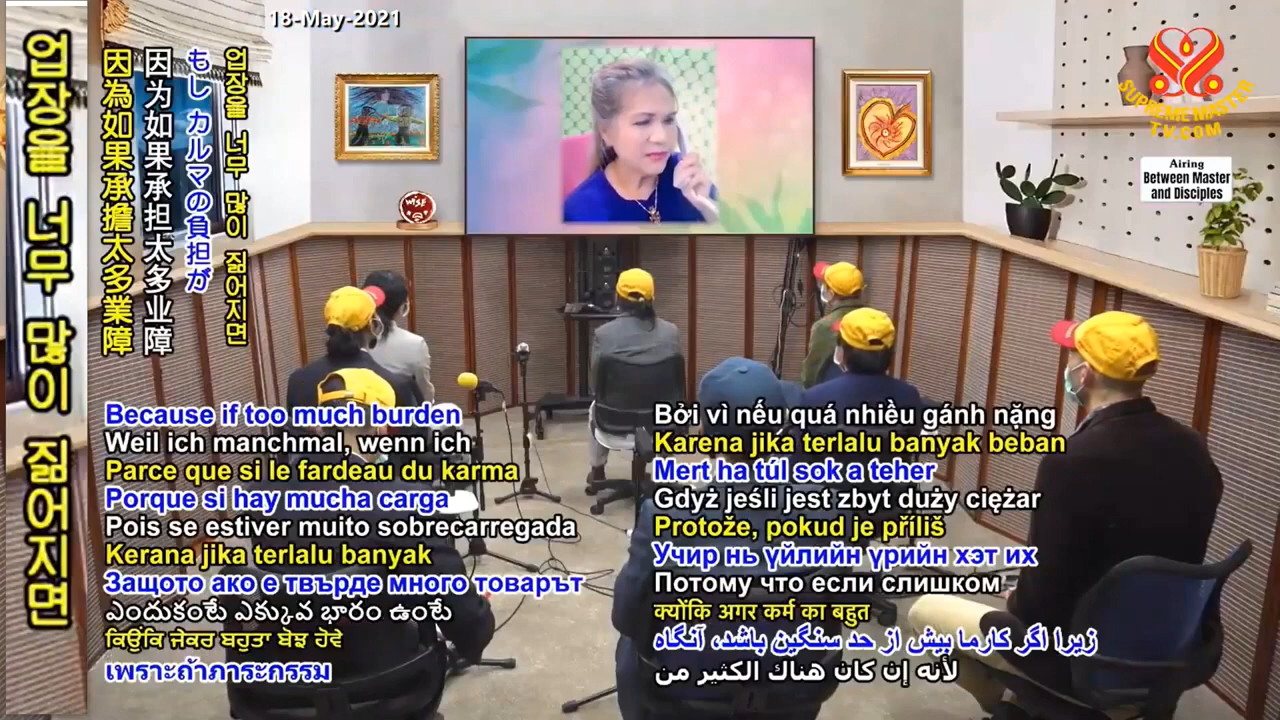 18-May-2021
업장을 너무 많이 짊어지면
因為如果承擔太多業障
因为如果承担太多业障
もし カルマの負担が
업장을 너무 많이 짊어지면
SUPREME MASTER
TV.COM
Airing
Between Master
and Disciples
WISE
Because if too much burden
Weil ich manchmal, wenn ich
Parce que si le fardeau du karma
Porque si hay mucha carga
Pois se estiver muito sobrecarregada
Kerana jika terlalu banyak
Защото ако е твърде много товарът
ఎందుకంటే ఎక్కువ భారం ఉంటే
ਕਿਉਂਕਿ ਜੇਕਰ ਬਹੁਤਾ ਬੋਝ ਹੋਵੇ
เพราะถ้าภาระกรรม
Bởi vì nếu quá nhiều gánh nặng
Karena jika terlalu banyak beban
Mert ha túl sok a teher
Gdyż jeśli jest zbyt duży ciężar
Protože, pokud je příliš
Учир нь үйлийн үрийн хэт их
Потому что если слишком
क्योंकि अगर कर्म का बहुत
زیرا اگر کارما بیش از حد سنگین باشد، آنگاه
لأنه إن كان هناك الكثير من